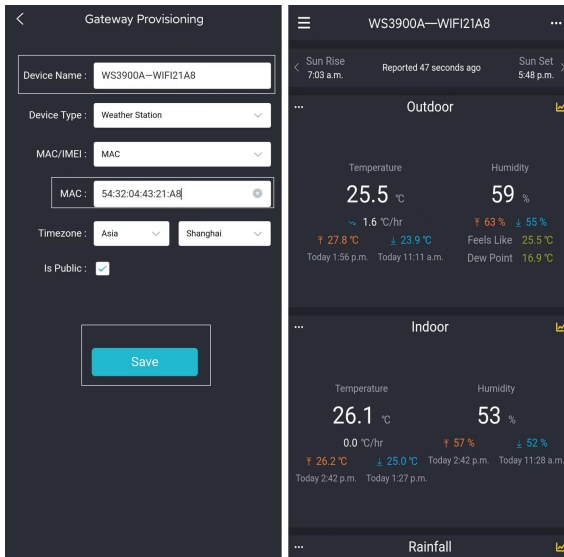 Gateway Provisioning
Device Name : WS3900A—WIFI21A8
Device Type : Weather Station
MAC/IMEI : MAC
MAC : 54:32:04:43:21:A8
Timezone : Asia Shanghai
Is Public :
Save
WS3900A—WIFI21A8
Sun Rise
7:03 a.m.
Reported 47 seconds ago
Sun Set
5:48 p.m.
Outdoor
Temperature Humidity
25.5 ℃ 59 %
1.6 ℃/hr 63 % 55 %
27.8 ℃ 23.9 ℃ Feels Like 25.5 ℃
Today 1:56 p.m. Today 11:11 a.m. Dew Point 16.9 ℃
Indoor
Temperature Humidity
26.1 ℃ 53 %
0.0 ℃/hr 57 % 52 %
26.2 ℃ 25.0 ℃ Today 2:42 p.m. Today 11:28 a.m.
Today 2:42 p.m. Today 1:27 p.m.
Rainfall